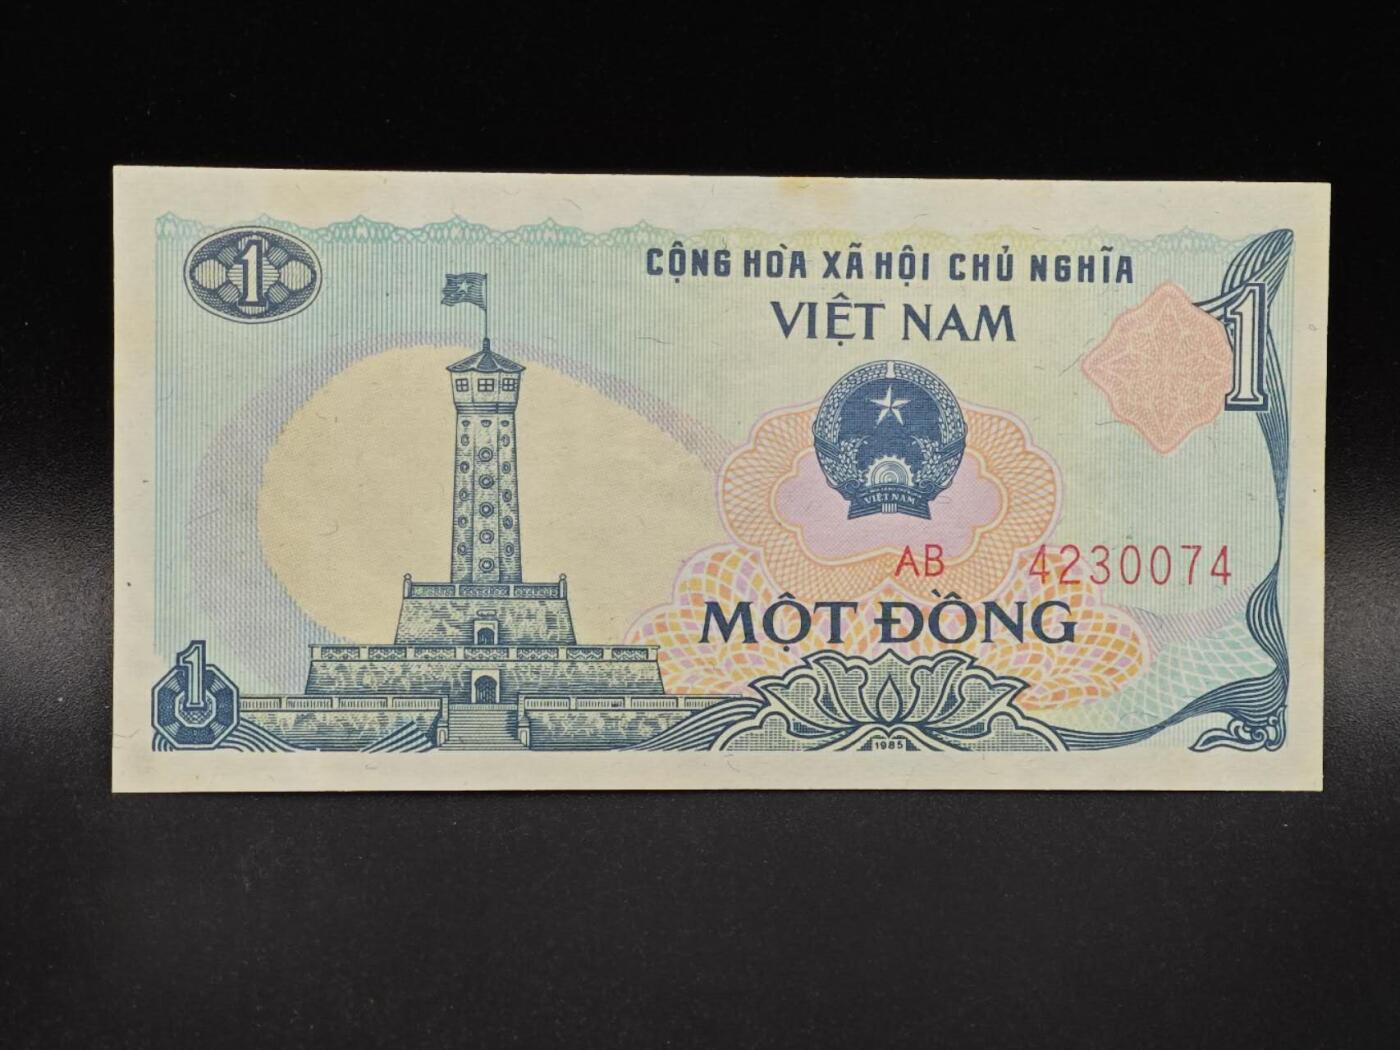 1
CỘNG HÒA XÃ HỘI CHỦ NGHĨA
VIỆT NAM
1
VIỆT NAM
AB 4230074
MỘT ĐỒNG
1
1985